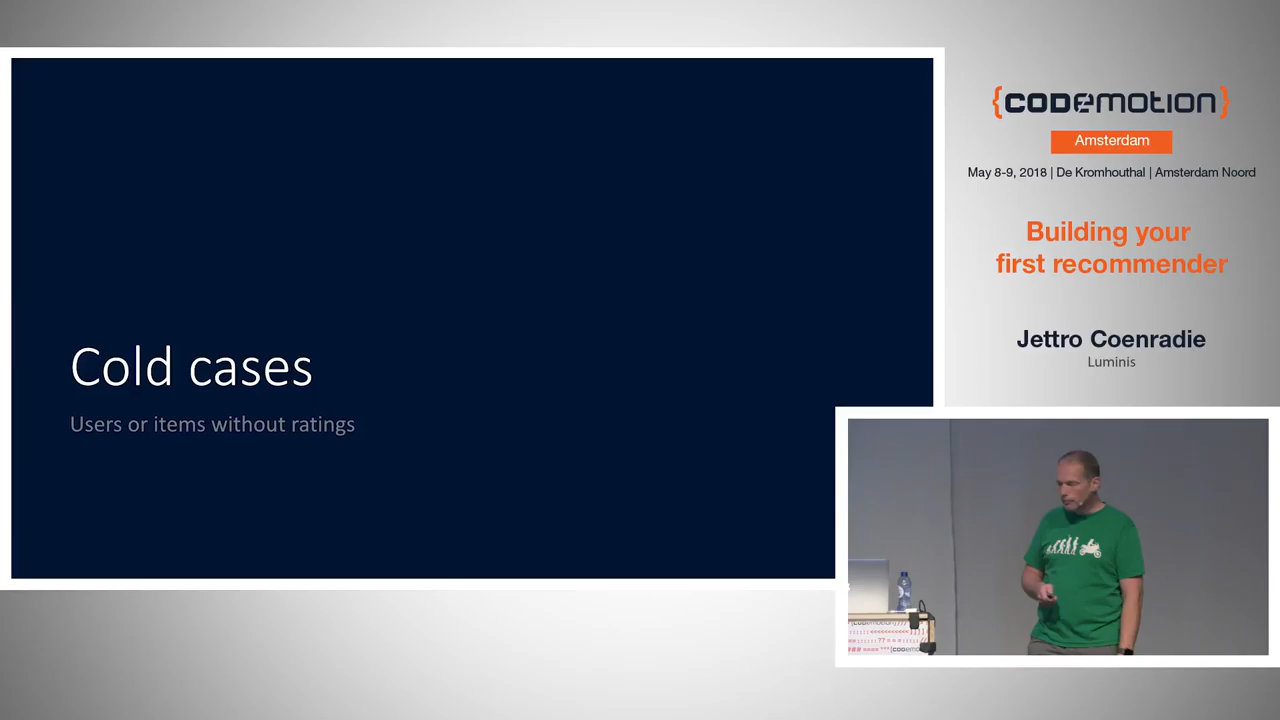 Cold cases
Users or items without ratings
{CODEMOTION}
Amsterdam
May 8-9, 2018 | De Kromhouthal | Amsterdam Noord
Building your
first recommender
Jettro Coenradie
Luminis